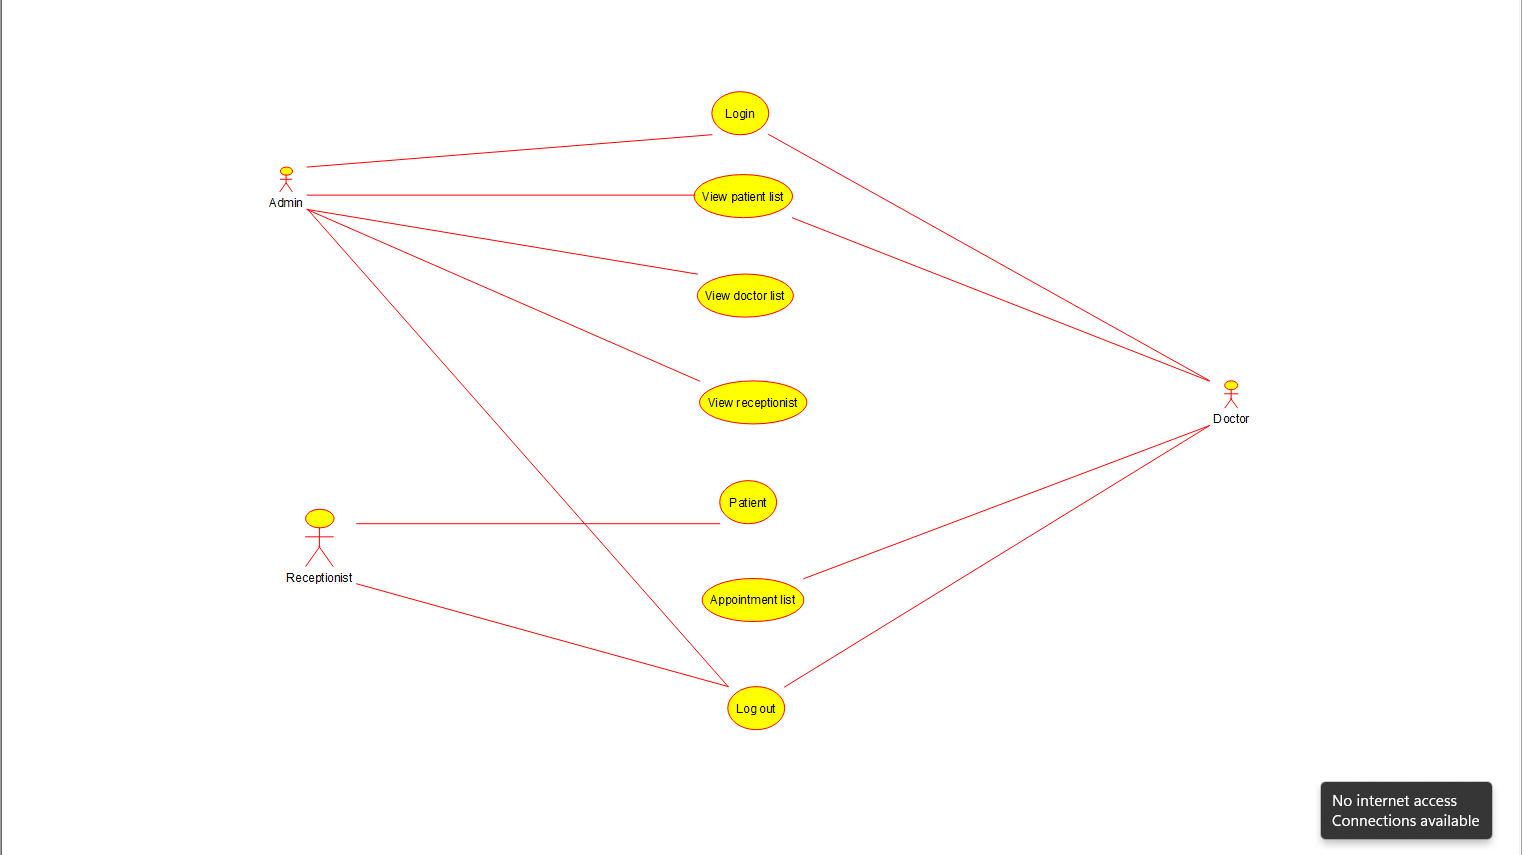 Login
Admin
View patient list
View doctor list
View receptionist
Doctor
Patient
Receptionist
Appointment list
Log out
No internet access
Connections available